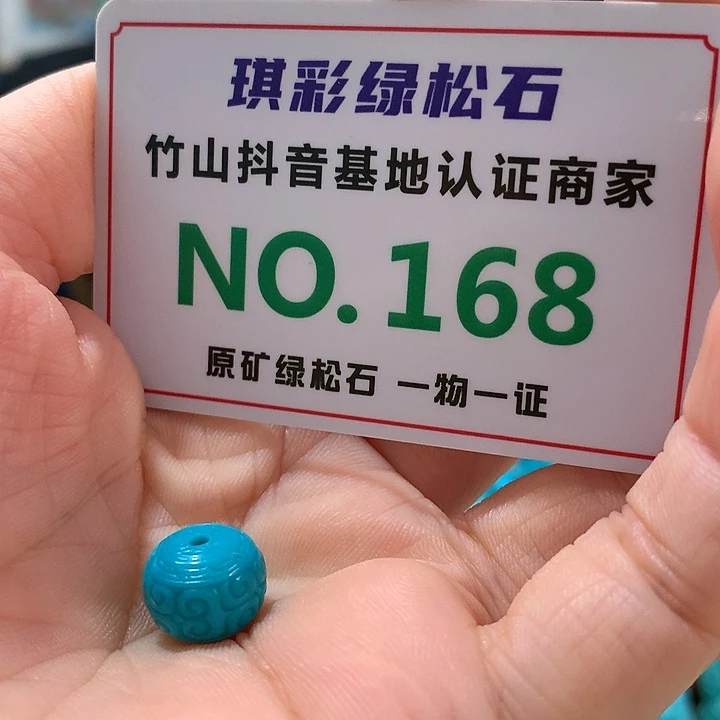 琪彩绿松石
竹山抖音基地认证商家
NO.168
原矿绿松石 一物一证